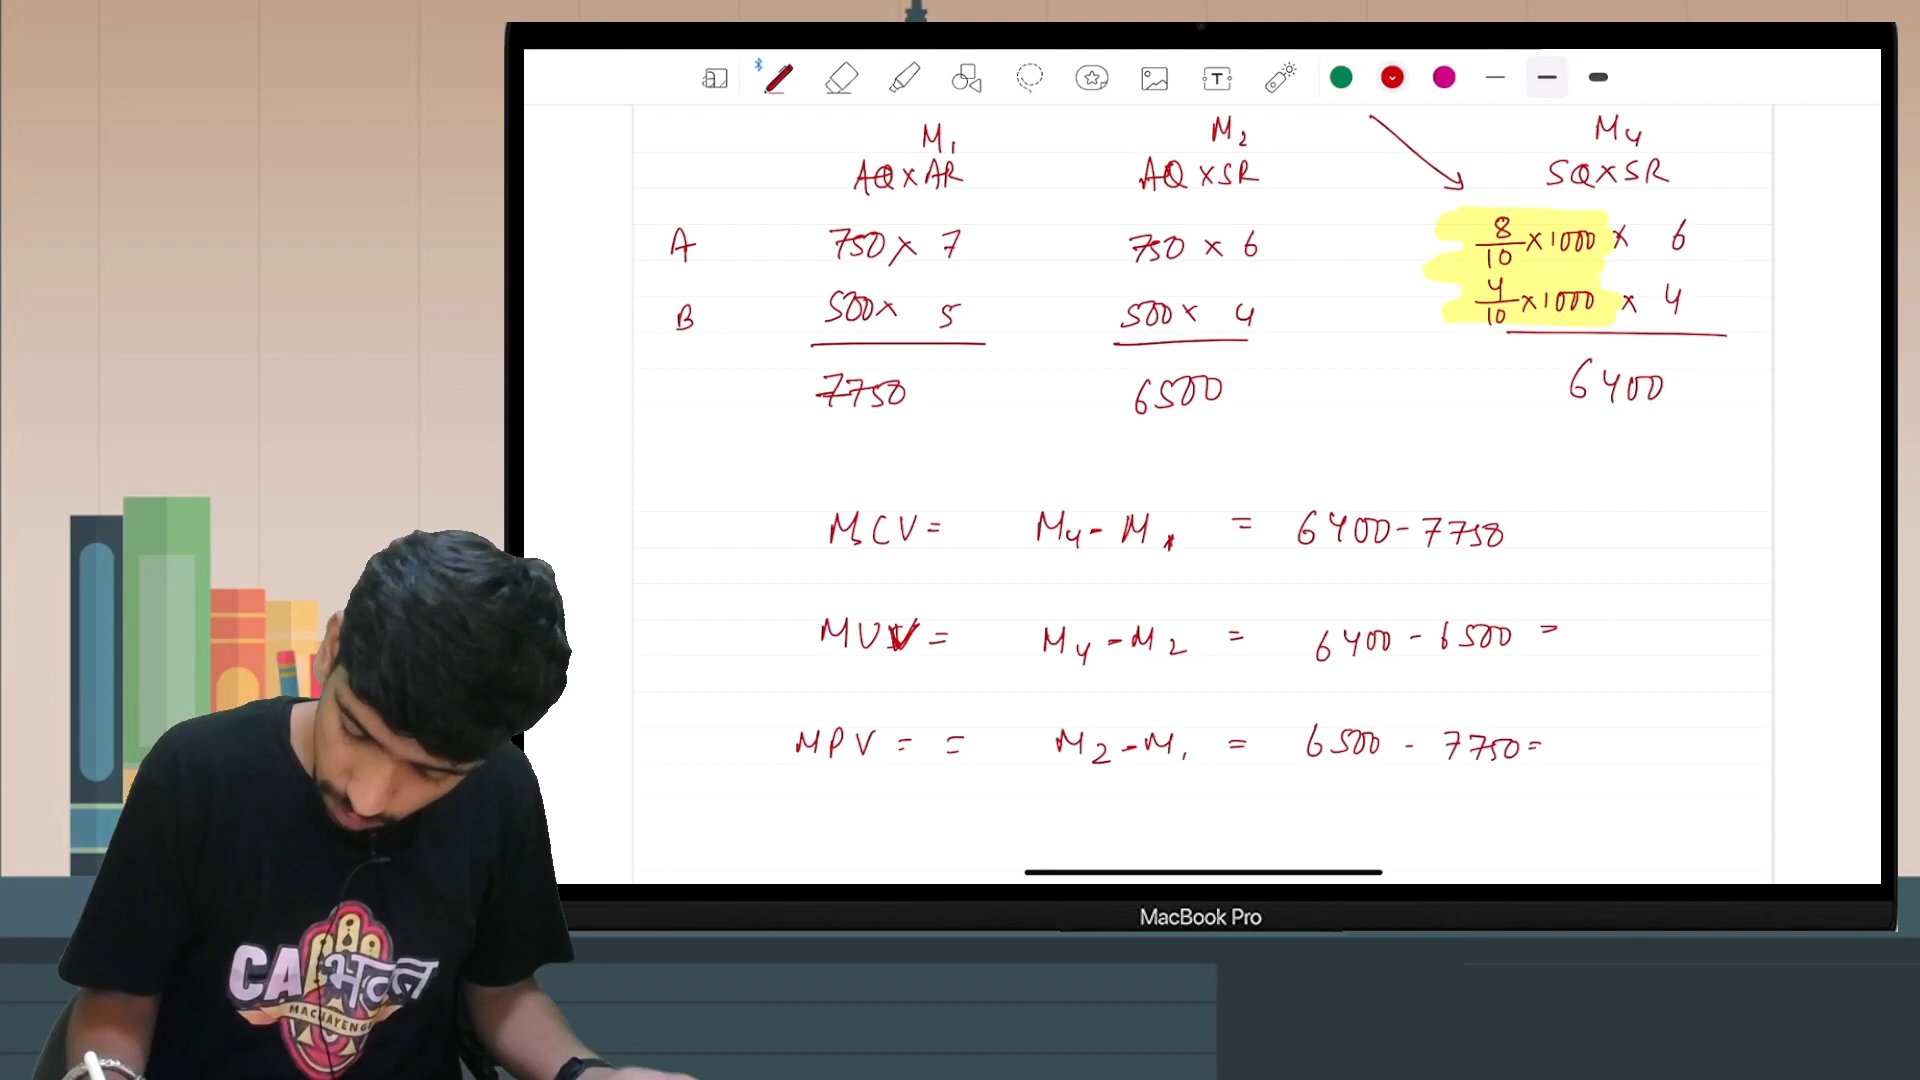 M₁ M₂ M₄
AQ × AR AQ × SR SQ × SR
A 750 × 7 750 × 6 8/10 × 1000 × 6
B 500 × 5 500 × 4 4/10 × 1000 × 4
7750 6500 6400
MCV = M₄ - M₁ = 6400 - 7750
MUV = M₄ - M₂ = 6400 - 6500 =
MPV = = M₂ - M₁ = 6500 - 7750 =
MacBook Pro
CA भगवत
MACHAYENGE